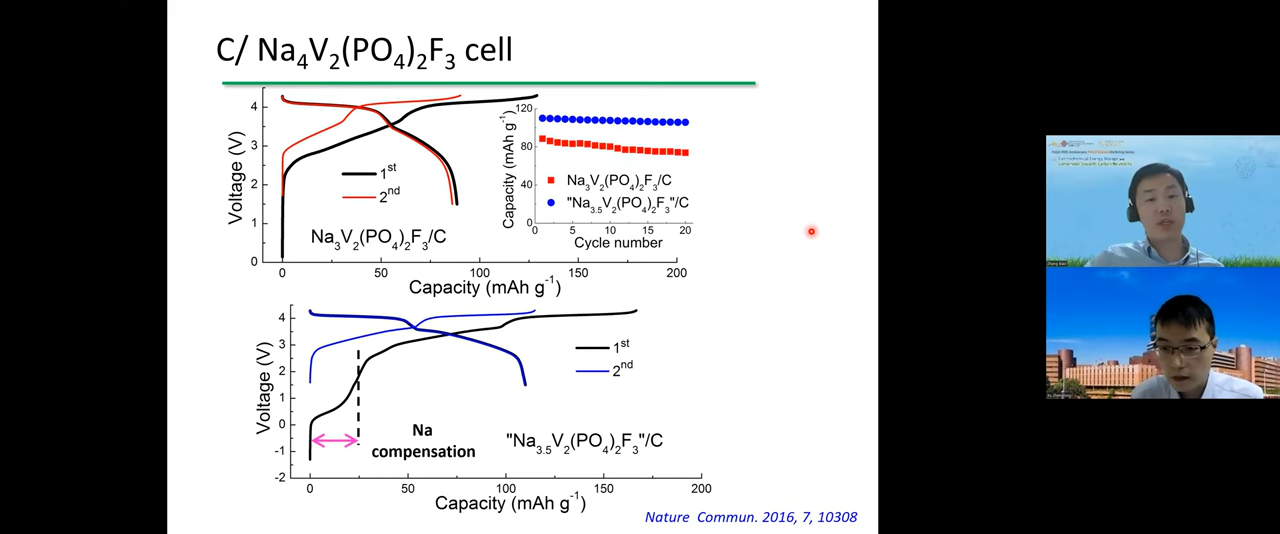 C/ Na4V2(PO4)2F3 cell
4
3
2
1
0
Voltage (V)
1st
2nd
Na3V2(PO4)2F3/C
0
50
100
150
200
Capacity (mAh g-1)
120
80
40
0
Capacity (mAh g-1)
Na3V2(PO4)2F3/C
"Na3.5V2(PO4)2F3"/C
0
5
10
15
20
Cycle number
4
3
2
1
0
-1
-2
Voltage (V)
1st
2nd
Na
compensation
"Na3.5V2(PO4)2F3"/C
0
50
100
150
200
Capacity (mAh g-1)
Nature Commun. 2016, 7, 10308